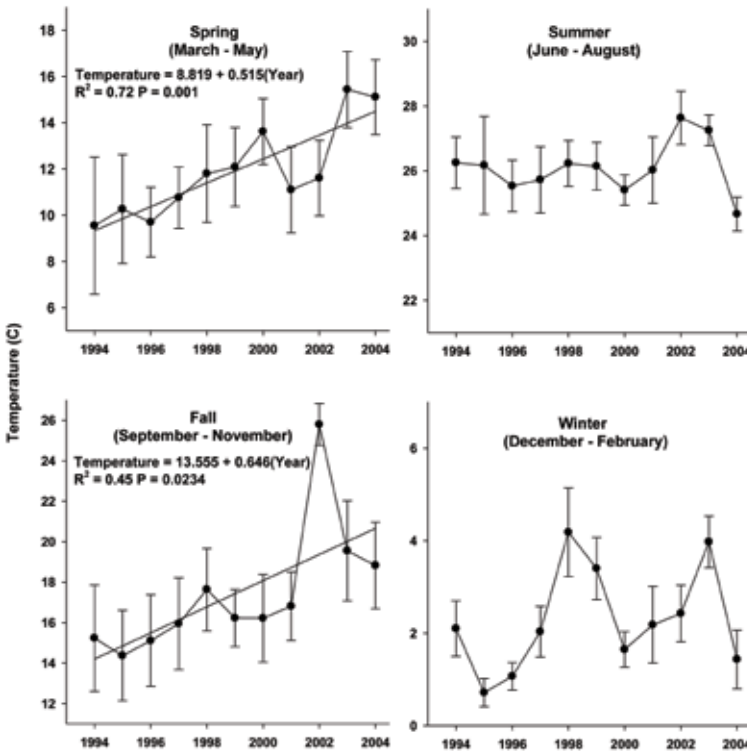 Temperature (C)
Spring
(March - May)
Temperature = 8.819 + 0.515(Year)
R² = 0.72 P = 0.001
18
16
14
12
10
8
6
1994 1996 1998 2000 2002 2004
Summer
(June - August)
30
28
26
24
22
1994 1996 1998 2000 2002 2004
Fall
(September - November)
Temperature = 13.555 + 0.646(Year)
R² = 0.45 P = 0.0234
26
24
22
20
18
16
14
12
1994 1996 1998 2000 2002 2004
Winter
(December - February)
6
4
2
0
1994 1996 1998 2000 2002 2004